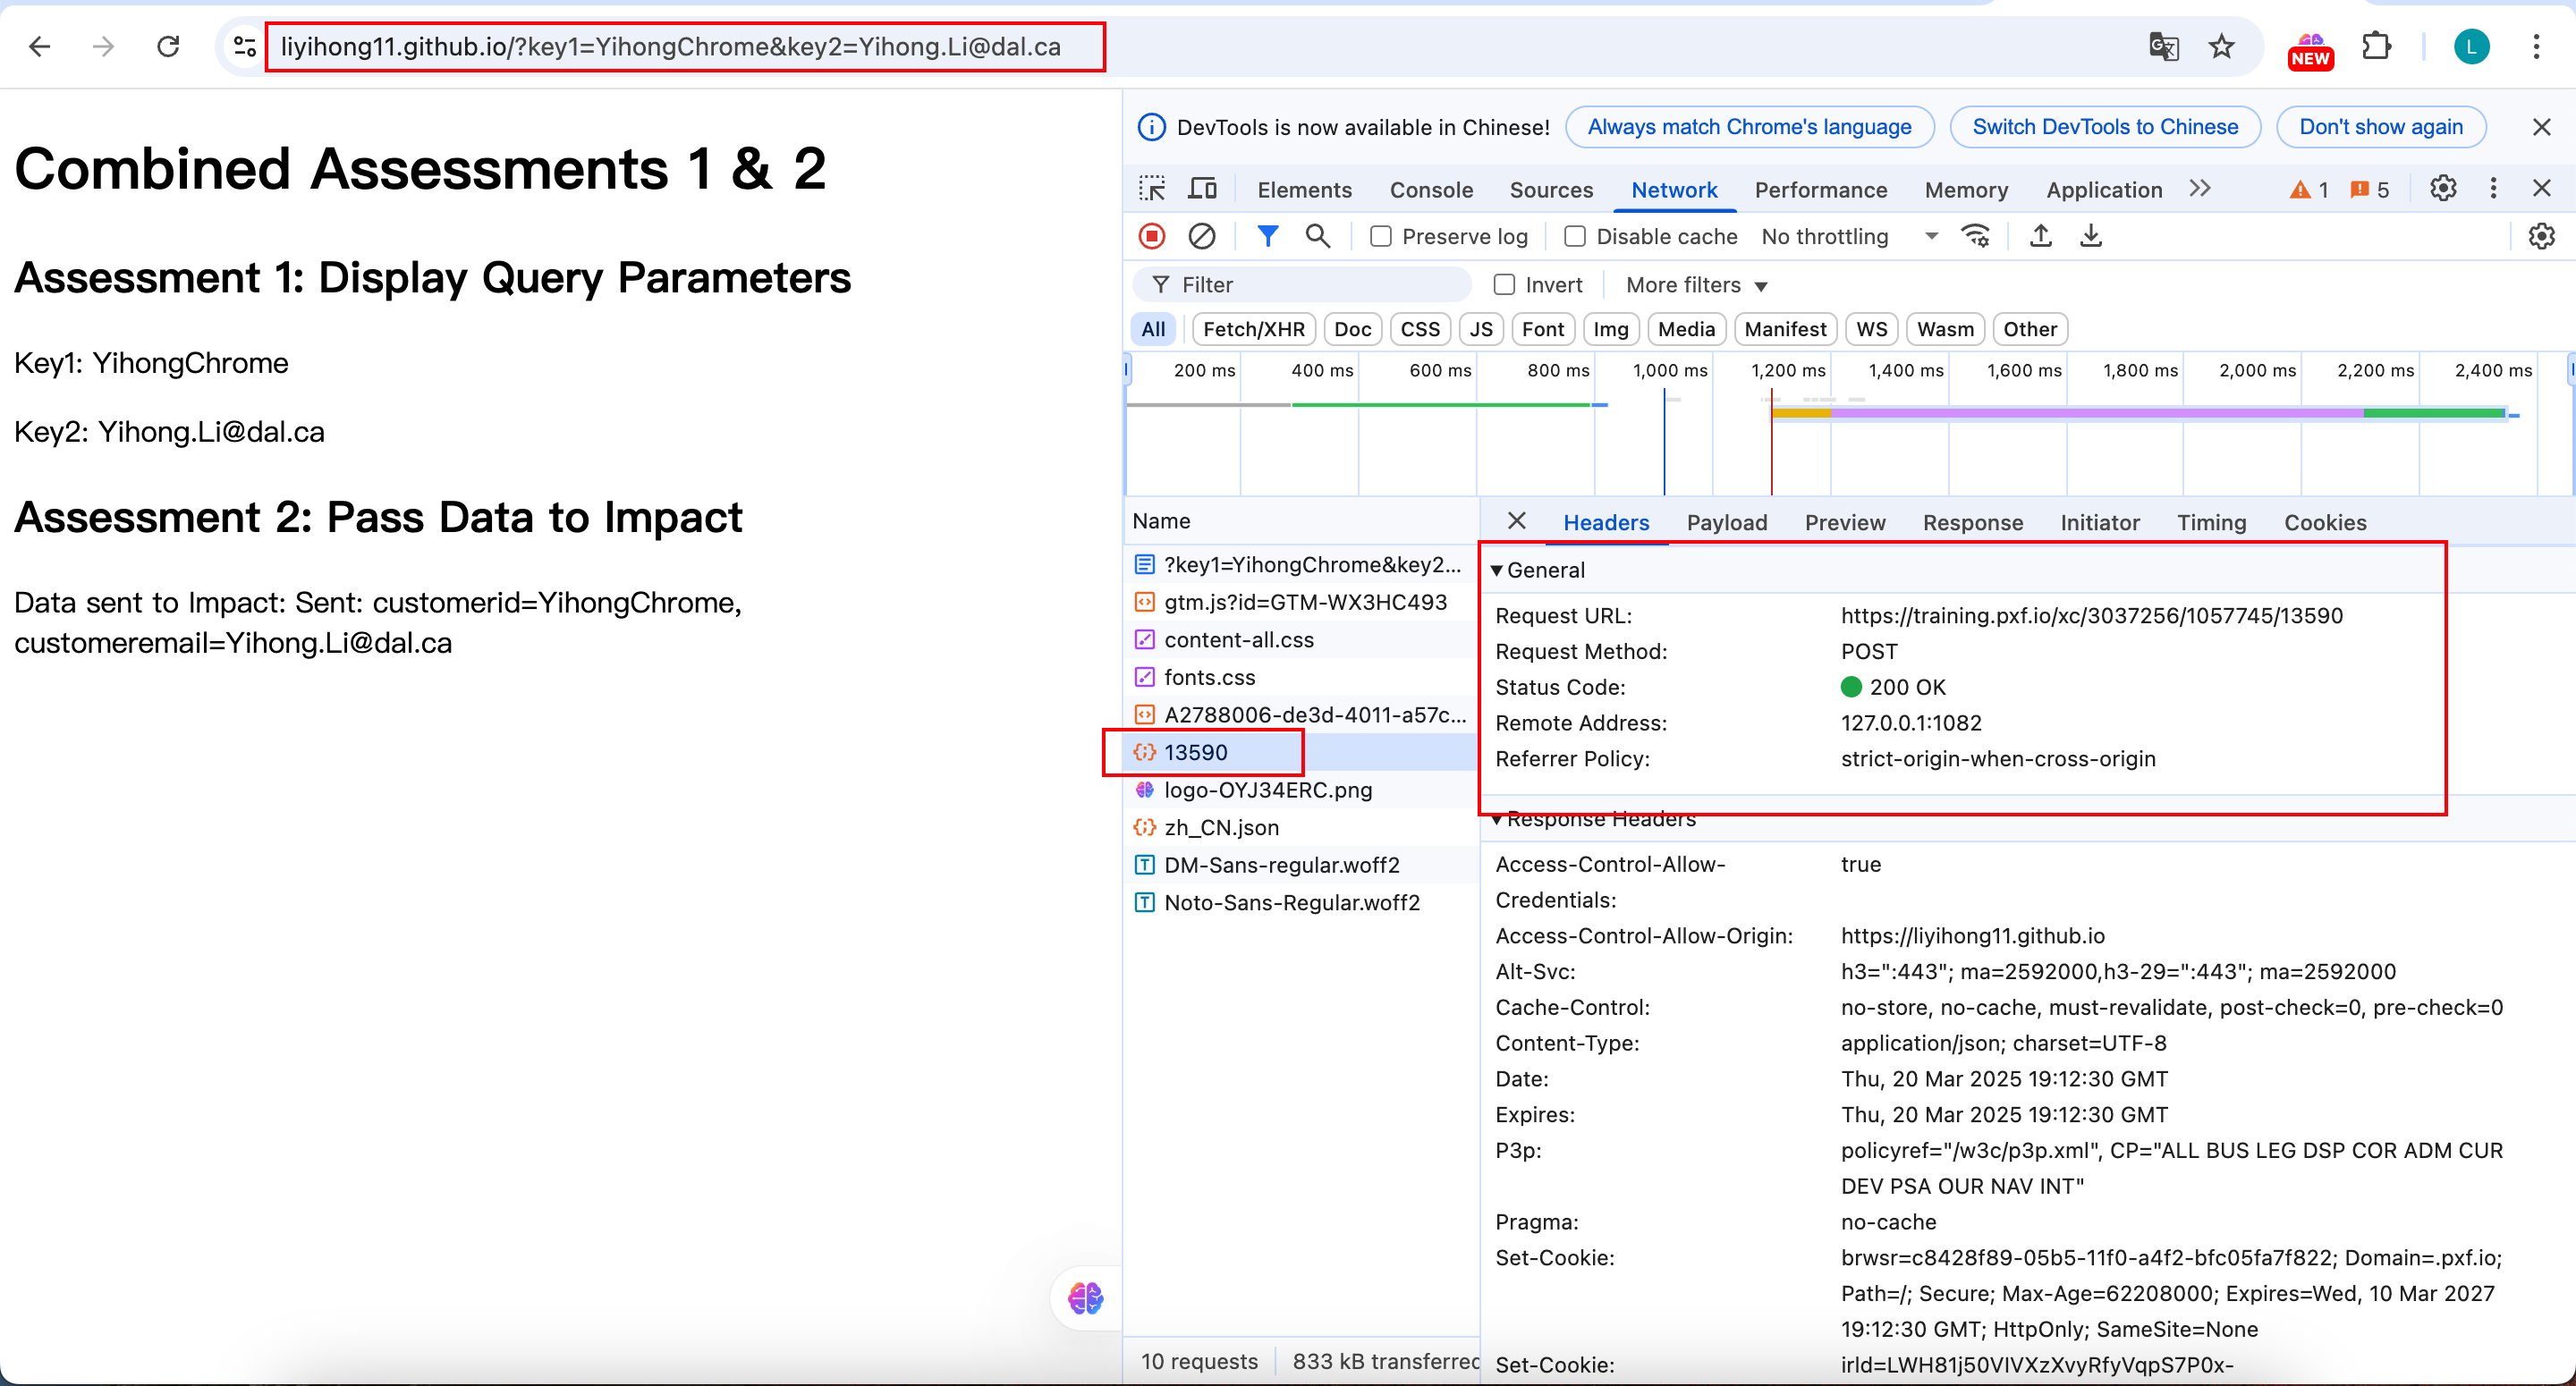 liyihong11.github.io/?key1=YihongChrome&key2=Yihong.Li@dal.ca
NEW
L
Combined Assessments 1 & 2
Assessment 1: Display Query Parameters
Key1: YihongChrome
Key2: Yihong.Li@dal.ca
Assessment 2: Pass Data to Impact
Data sent to Impact: Sent: customerid=YihongChrome,
customeremail=Yihong.Li@dal.ca
DevTools is now available in Chinese! Always match Chrome's language Switch DevTools to Chinese Don't show again
Elements Console Sources Network Performance Memory Application 1 5
Preserve log Disable cache No throttling
Filter Invert More filters
All Fetch/XHR Doc CSS JS Font Img Media Manifest WS Wasm Other
200 ms 400 ms 600 ms 800 ms 1,000 ms 1,200 ms 1,400 ms 1,600 ms 1,800 ms 2,000 ms 2,200 ms 2,400 ms
Name
?key1=YihongChrome&key2...
gtm.js?id=GTM-WX3HC493
content-all.css
fonts.css
A2788006-de3d-4011-a57c...
13590
logo-OYJ34ERC.png
zh_CN.json
DM-Sans-regular.woff2
Noto-Sans-Regular.woff2
10 requests 833 kB transferred
Headers Payload Preview Response Initiator Timing Cookies
General
Request URL: https://training.pxf.io/xc/3037256/1057745/13590
Request Method: POST
Status Code: 200 OK
Remote Address: 127.0.0.1:1082
Referrer Policy: strict-origin-when-cross-origin
Response Headers
Access-Control-Allow- true
Credentials:
Access-Control-Allow-Origin: https://liyihong11.github.io
Alt-Svc: h3=":443"; ma=2592000,h3-29=":443"; ma=2592000
Cache-Control: no-store, no-cache, must-revalidate, post-check=0, pre-check=0
Content-Type: application/json; charset=UTF-8
Date: Thu, 20 Mar 2025 19:12:30 GMT
Expires: Thu, 20 Mar 2025 19:12:30 GMT
P3p: policyref="/w3c/p3p.xml", CP="ALL BUS LEG DSP COR ADM CUR
DEV PSA OUR NAV INT"
Pragma: no-cache
Set-Cookie: brwsr=c8428f89-05b5-11f0-a4f2-bfc05fa7f822; Domain=.pxf.io;
Path=/; Secure; Max-Age=62208000; Expires=Wed, 10 Mar 2027
19:12:30 GMT; HttpOnly; SameSite=None
Set-Cookie: irld=LWH81j50VIVXzXvyRfyVqpS7P0x-